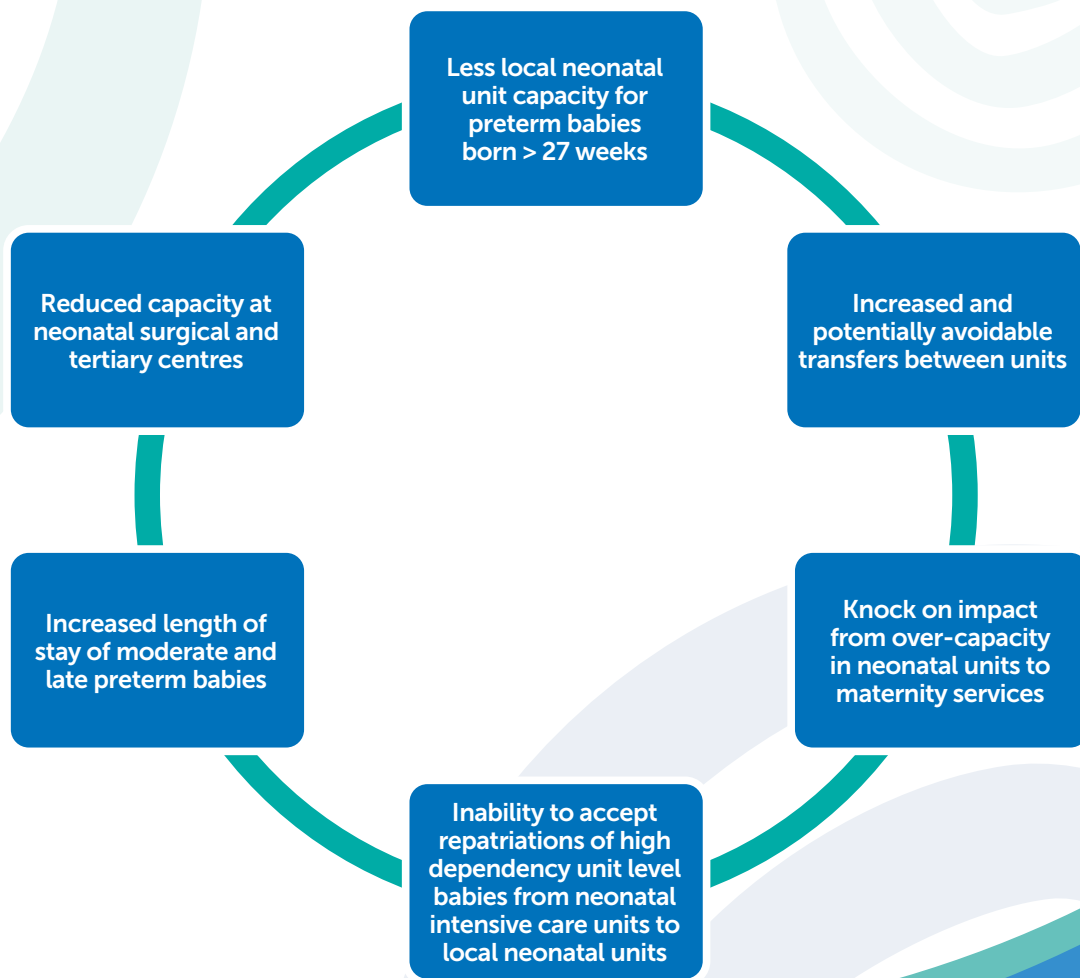 Less local neonatal
unit capacity for
preterm babies
born > 27 weeks
Increased and
potentially avoidable
transfers between units
Knock on impact
from over-capacity
in neonatal units to
maternity services
Inability to accept
repatriations of high
dependency unit level
babies from neonatal
intensive care units to
local neonatal units
Increased length of
stay of moderate and
late preterm babies
Reduced capacity at
neonatal surgical and
tertiary centres